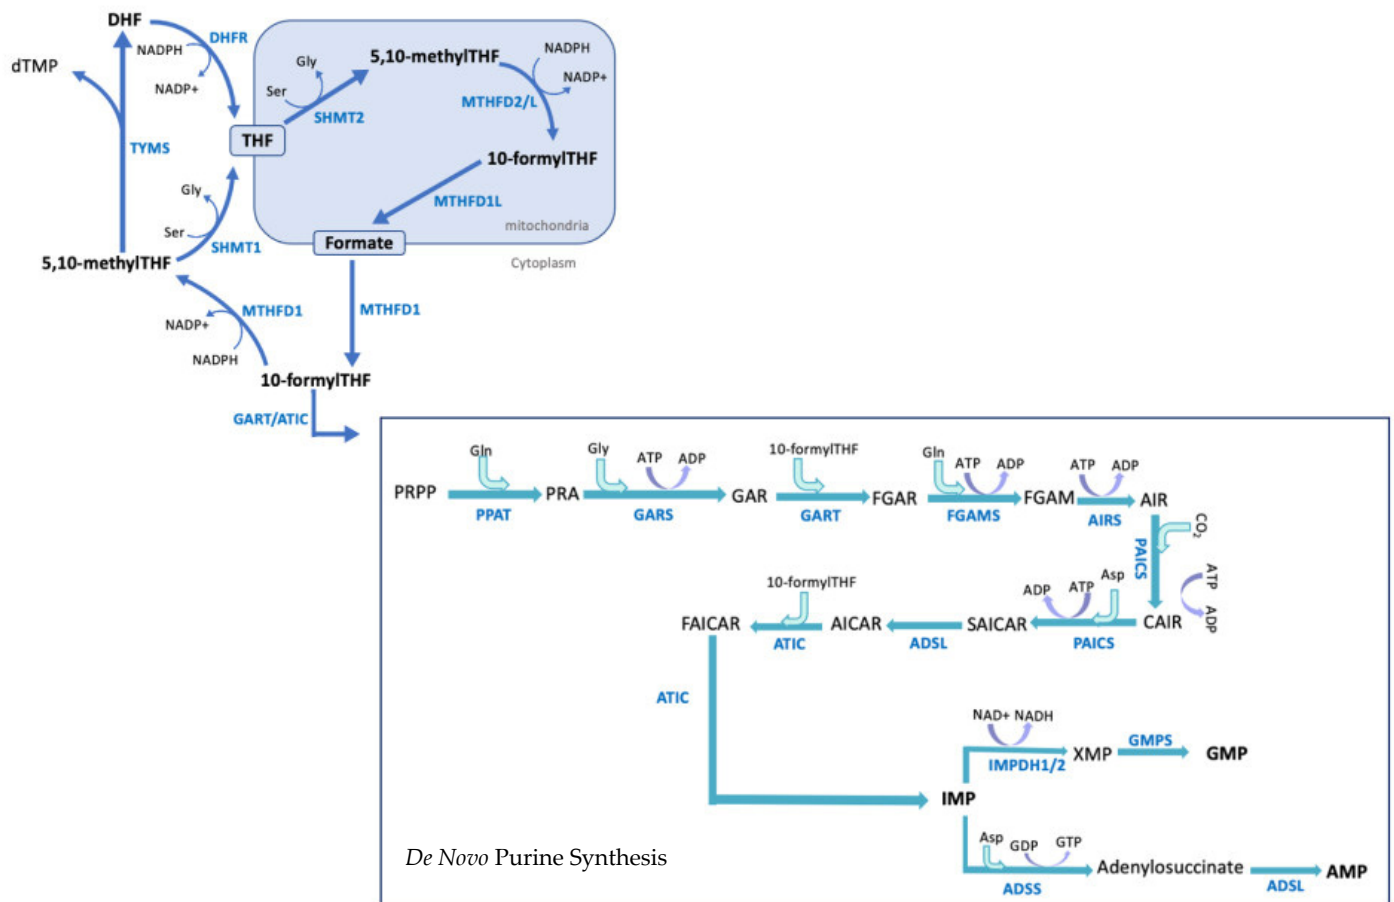 DHF
DHFR
NADPH
NADP+
dTMP
TYMS
THF
Gly
Ser
SHMT1
5,10-methylTHF
Gly
Ser
SHMT2
5,10-methylTHF
NADPH
NADP+
MTHFD2/L
10-formylTHF
MTHFD1L
mitochondria
Formate
Cytoplasm
MTHFD1
MTHFD1
NADP+
NADPH
10-formylTHF
GART/ATIC
PRPP
Gln
PPAT
PRA
Gly
ATP
ADP
GARS
GAR
10-formylTHF
GART
FGAR
Gln
ATP
ADP
FGAMS
FGAM
ATP
ADP
AIRS
AIR
CO2
PAICS
ATP
ADP
CAIR
Asp
ATP
ADP
PAICS
SAICAR
ADSL
AICAR
10-formylTHF
ATIC
FAICAR
ATIC
IMP
NAD+ NADH
IMPDH1/2
XMP
GMPS
GMP
Asp
GDP
GTP
ADSS
Adenylosuccinate
ADSL
AMP
De Novo Purine Synthesis